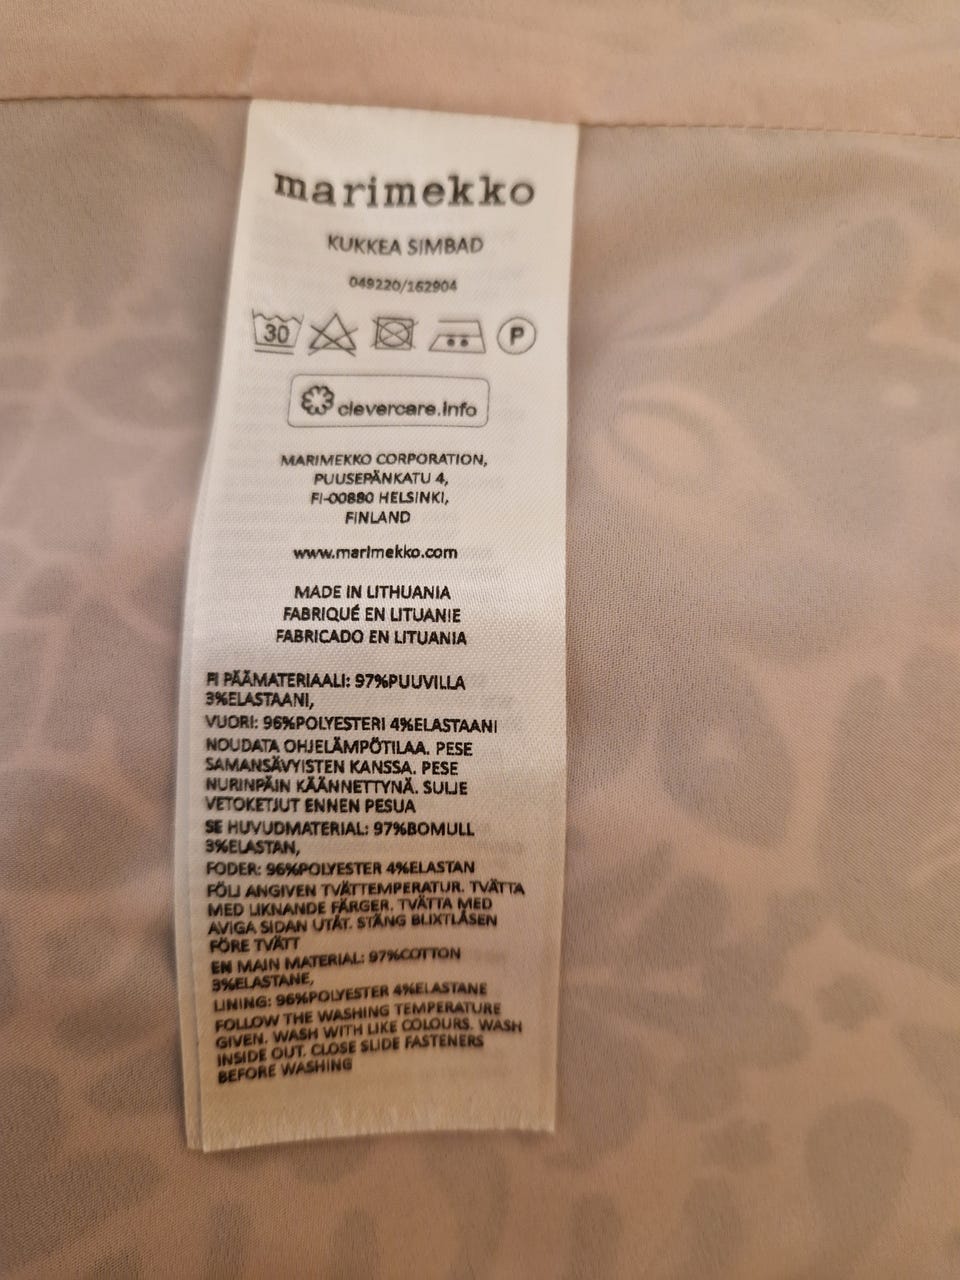 marimekko
KUKKEA SIMBAD
049220/162904
30 P
clevercare.info
MARIMEKKO CORPORATION,
PUUSEPÄNKATU 4,
FI-00880 HELSINKI,
FINLAND
www.marimekko.com
MADE IN LITHUANIA
FABRIQUÉ EN LITUANIE
FABRICADO EN LITUANIA
FI PÄÄMATERIAALI: 97%PUUVILLA
3%ELASTAANI,
VUORI: 96%POLYESTERI 4%ELASTAANI
NOUDATA OHJELÄMPÖTILAA. PESE
SAMANSÄVYISTEN KANSSA. PESE
NURINPÄIN KÄÄNNETTYNÄ. SULJE
VETOKETJUT ENNEN PESUA
SE HUVUDMATERIAL: 97%BOMULL
3%ELASTAN,
FODER: 96%POLYESTER 4%ELASTAN
FÖLJ ANGIVEN TVÄTTEMPERATUR. TVÄTTA
MED LIKNANDE FÄRGER. TVÄTTA MED
AVIGA SIDAN UTÅT. STÄNG BLIXTLÅSEN
FÖRE TVÄTT
EN MAIN MATERIAL: 97%COTTON
3%ELASTANE,
LINING: 96%POLYESTER 4%ELASTANE
FOLLOW THE WASHING TEMPERATURE
GIVEN. WASH WITH LIKE COLOURS. WASH
INSIDE OUT. CLOSE SLIDE FASTENERS
BEFORE WASHING